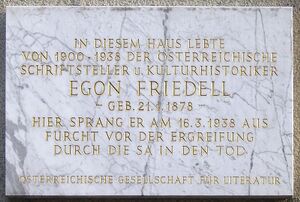 IN DIESEM HAUS LEBTE
VON 1900-1938 DER ÖSTERREICHISCHE
SCHRIFTSTELLER u. KULTURHISTORIKER
EGON FRIEDELL
- GEB. 21.1.1878 -
HIER SPRANG ER AM 16.3.1938 AUS
FURCHT VOR DER ERGREIFUNG
DURCH DIE SA IN DEN TOD
ÖSTERREICHISCHE GESELLSCHAFT FÜR LITERATUR